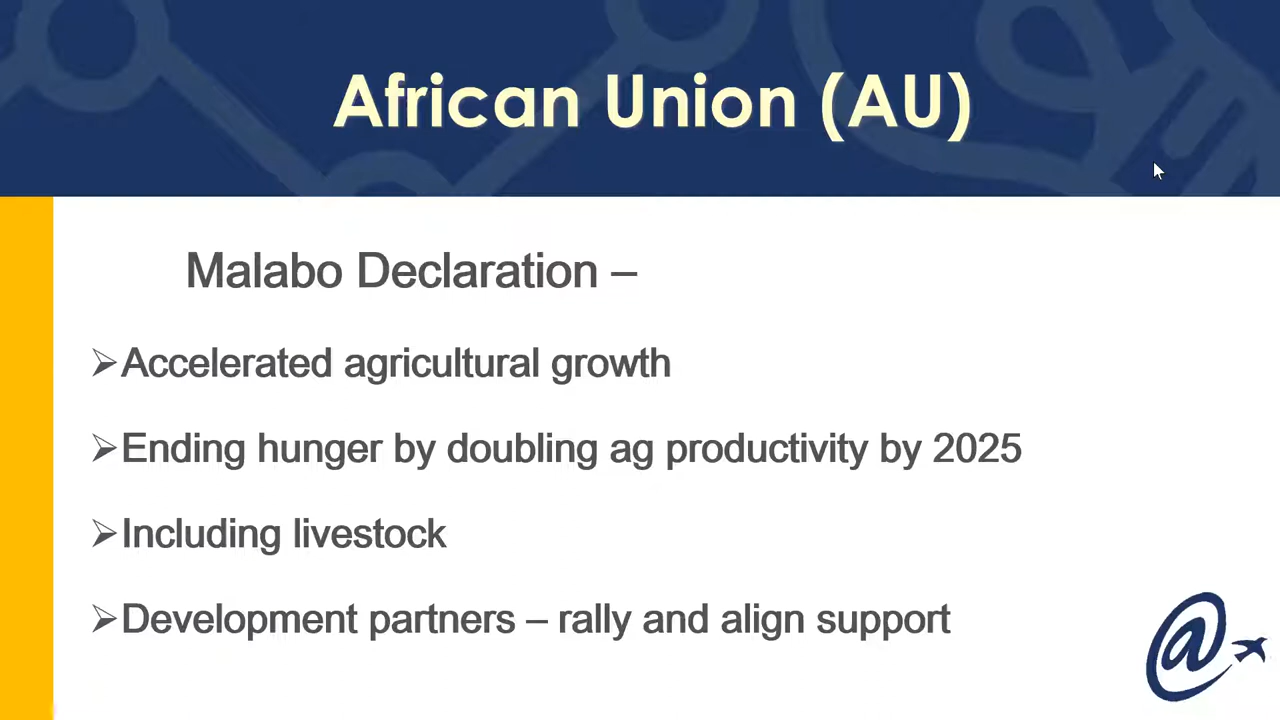 African Union (AU)
Malabo Declaration –
➢Accelerated agricultural growth
➢Ending hunger by doubling ag productivity by 2025
➢Including livestock
➢Development partners – rally and align support
@